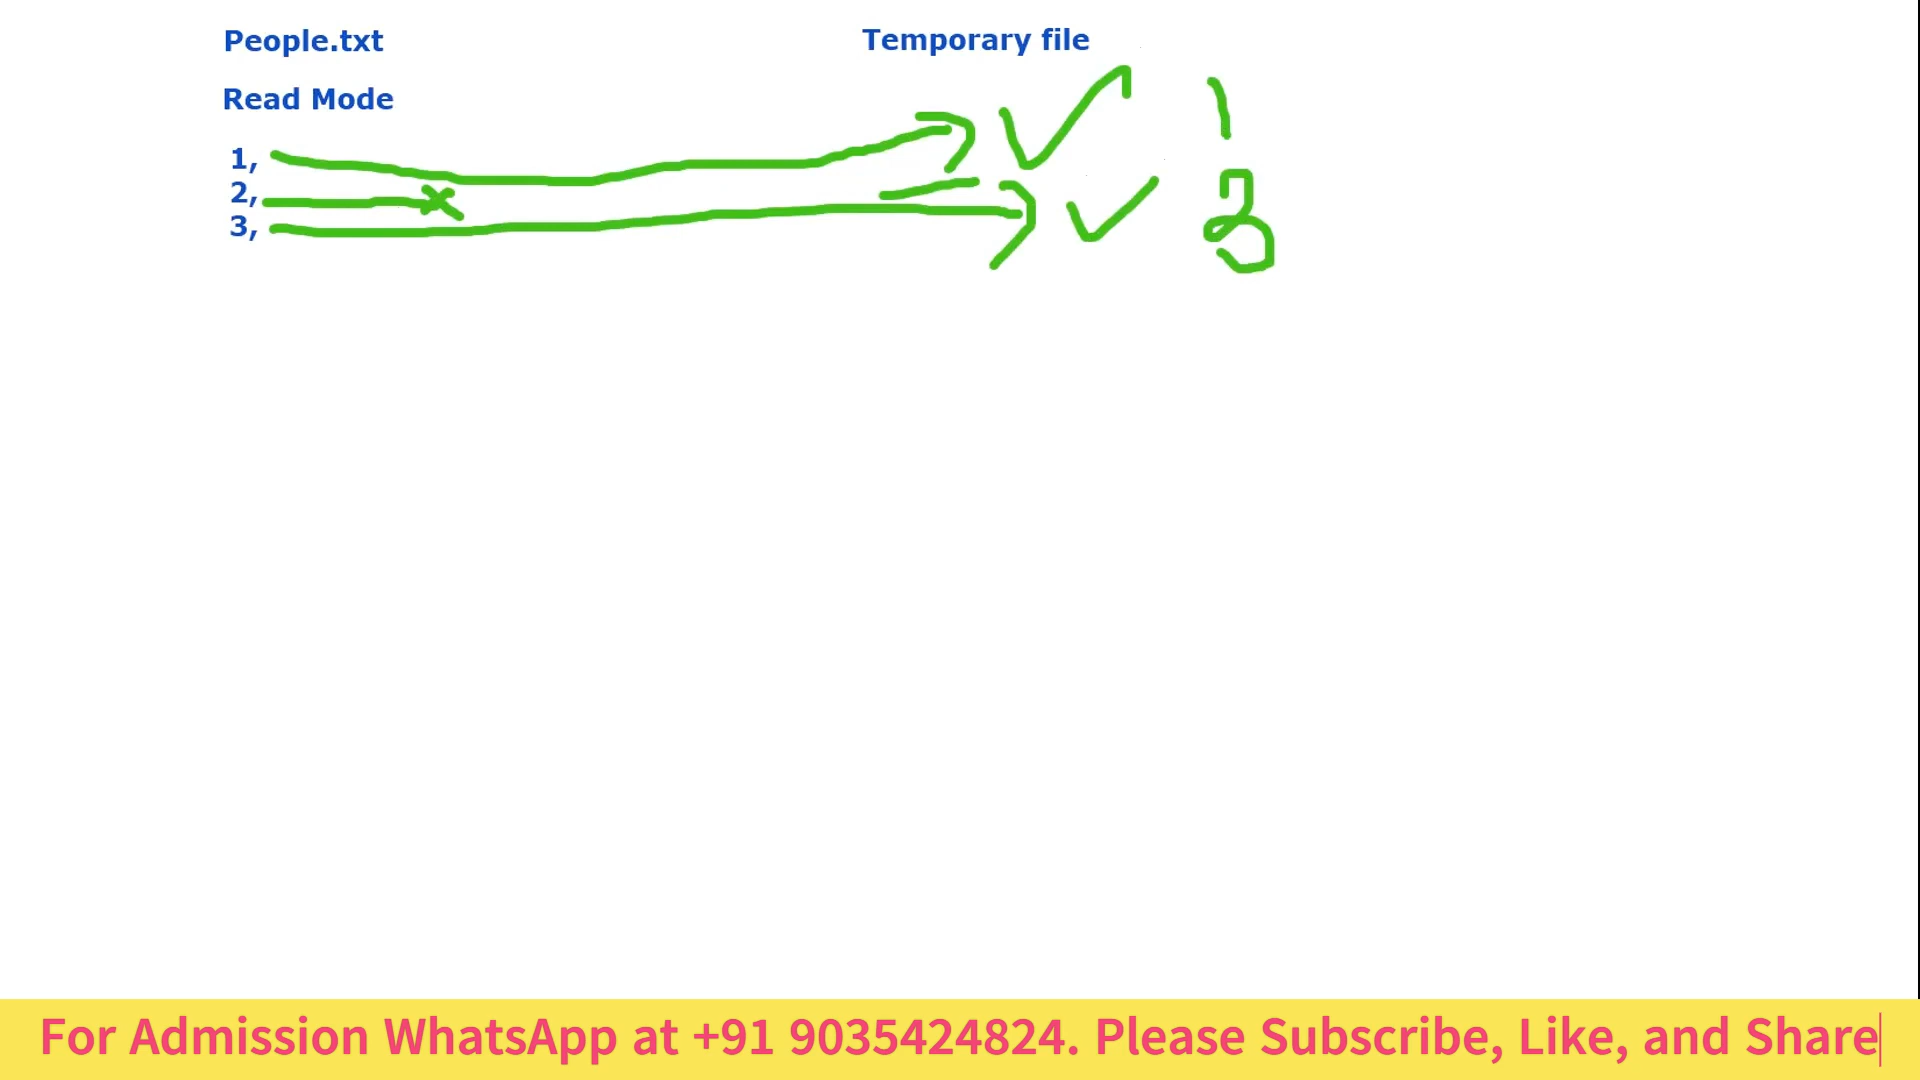 People.txt
Temporary file
Read Mode
1,
2,
3,
1
3
For Admission WhatsApp at +91 9035424824. Please Subscribe, Like, and Share